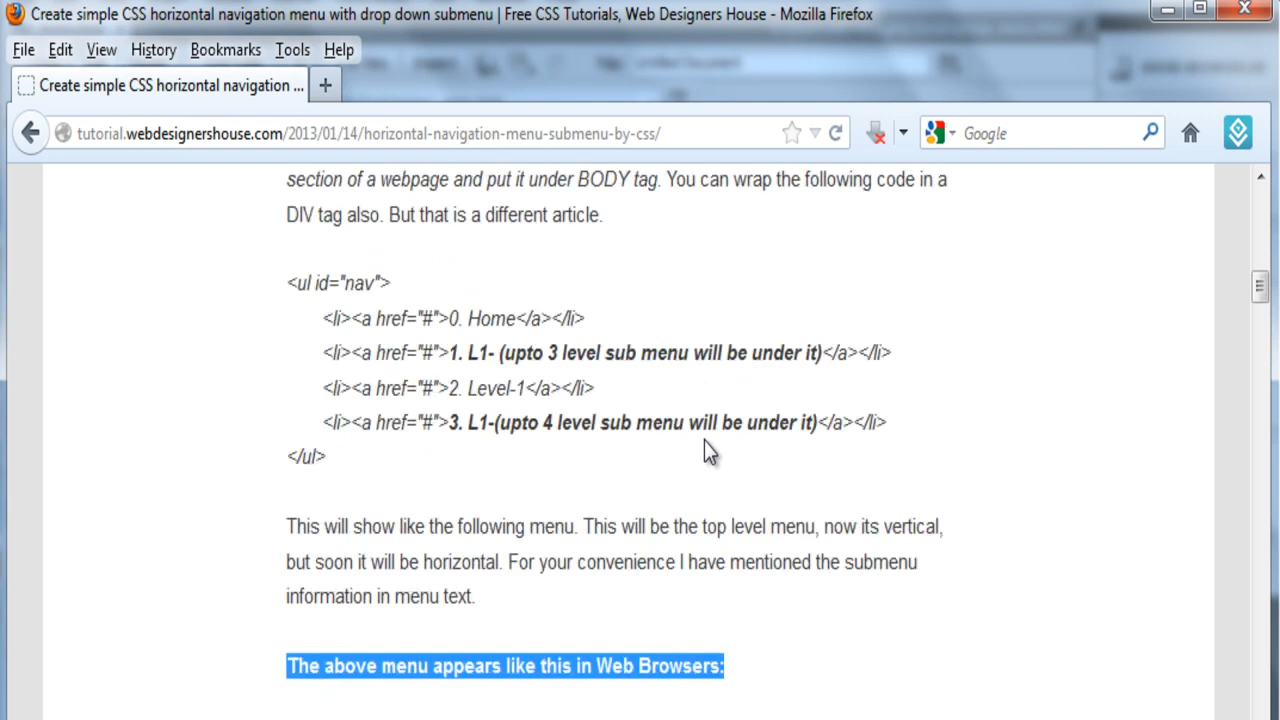 Create simple CSS horizontal navigation menu with drop down submenu | Free CSS Tutorials, Web Designers House - Mozilla Firefox
File Edit View History Bookmarks Tools Help
Create simple CSS horizontal navigation ...
tutorial.webdesignershouse.com/2013/01/14/horizontal-navigation-menu-submenu-by-css/
Google
section of a webpage and put it under BODY tag. You can wrap the following code in a
DIV tag also. But that is a different article.
<ul id="nav">
<li><a href="#">0. Home</a></li>
<li><a href="#">1. L1- (upto 3 level sub menu will be under it)</a></li>
<li><a href="#">2. Level-1</a></li>
<li><a href="#">3. L1-(upto 4 level sub menu will be under it)</a></li>
</ul>
This will show like the following menu. This will be the top level menu, now its vertical,
but soon it will be horizontal. For your convenience I have mentioned the submenu
information in menu text.
The above menu appears like this in Web Browsers: